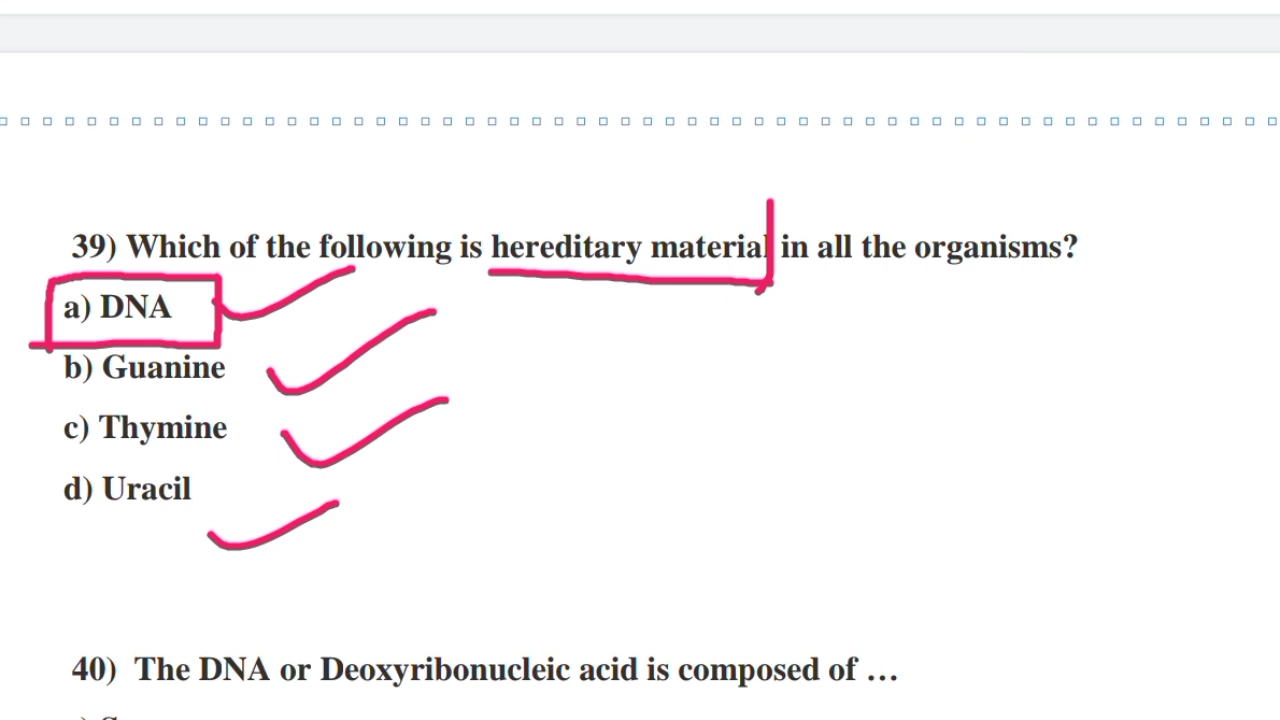 39) Which of the following is hereditary material in all the organisms?
a) DNA
b) Guanine
c) Thymine
d) Uracil
40) The DNA or Deoxyribonucleic acid is composed of …